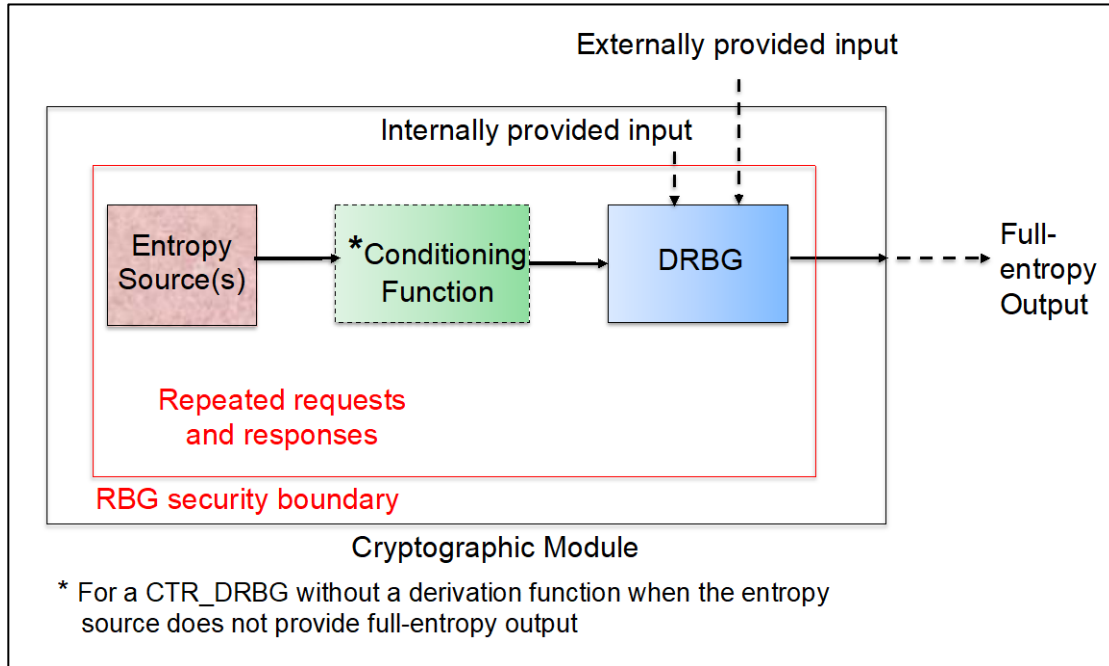 Externally provided input
Internally provided input
Entropy
Source(s)
*Conditioning
Function
DRBG
Full-
entropy
Output
Repeated requests
and responses
RBG security boundary
Cryptographic Module
* For a CTR_DRBG without a derivation function when the entropy
source does not provide full-entropy output